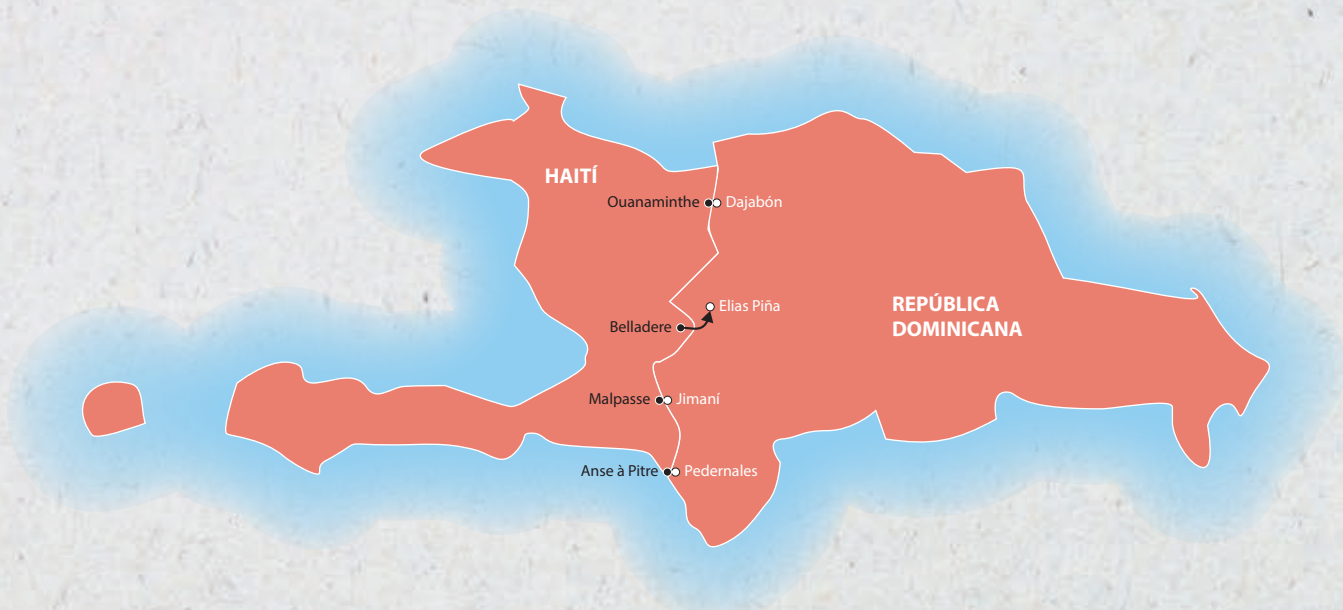 HAITÍ
Ouanaminthe
Dajabón
Elias Piña
REPÚBLICA
DOMINICANA
Belladere
Malpasse
Jimaní
Anse à Pitre
Pedernales